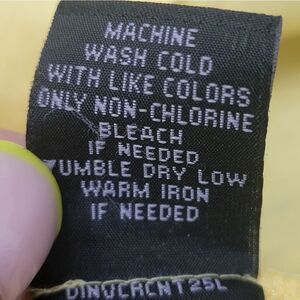 MACHINE
WASH COLD
WITH LIKE COLORS
ONLY NON-CHLORINE
BLEACH
IF NEEDED
TUMBLE DRY LOW
WARM IRON
IF NEEDED